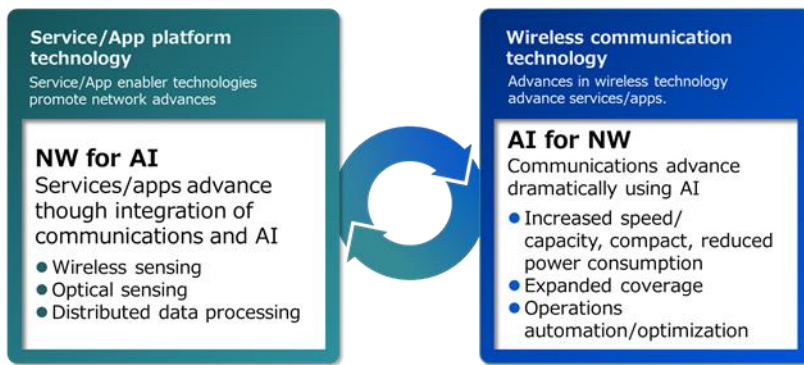 Service/App platform
technology
Service/App enabler technologies
promote network advances
NW for AI
Services/apps advance
though integration of
communications and AI
● Wireless sensing
● Optical sensing
● Distributed data processing
Wireless communication
technology
Advances in wireless technology
advance services/apps.
AI for NW
Communications advance
dramatically using AI
● Increased speed/
capacity, compact, reduced
power consumption
● Expanded coverage
● Operations
automation/optimization